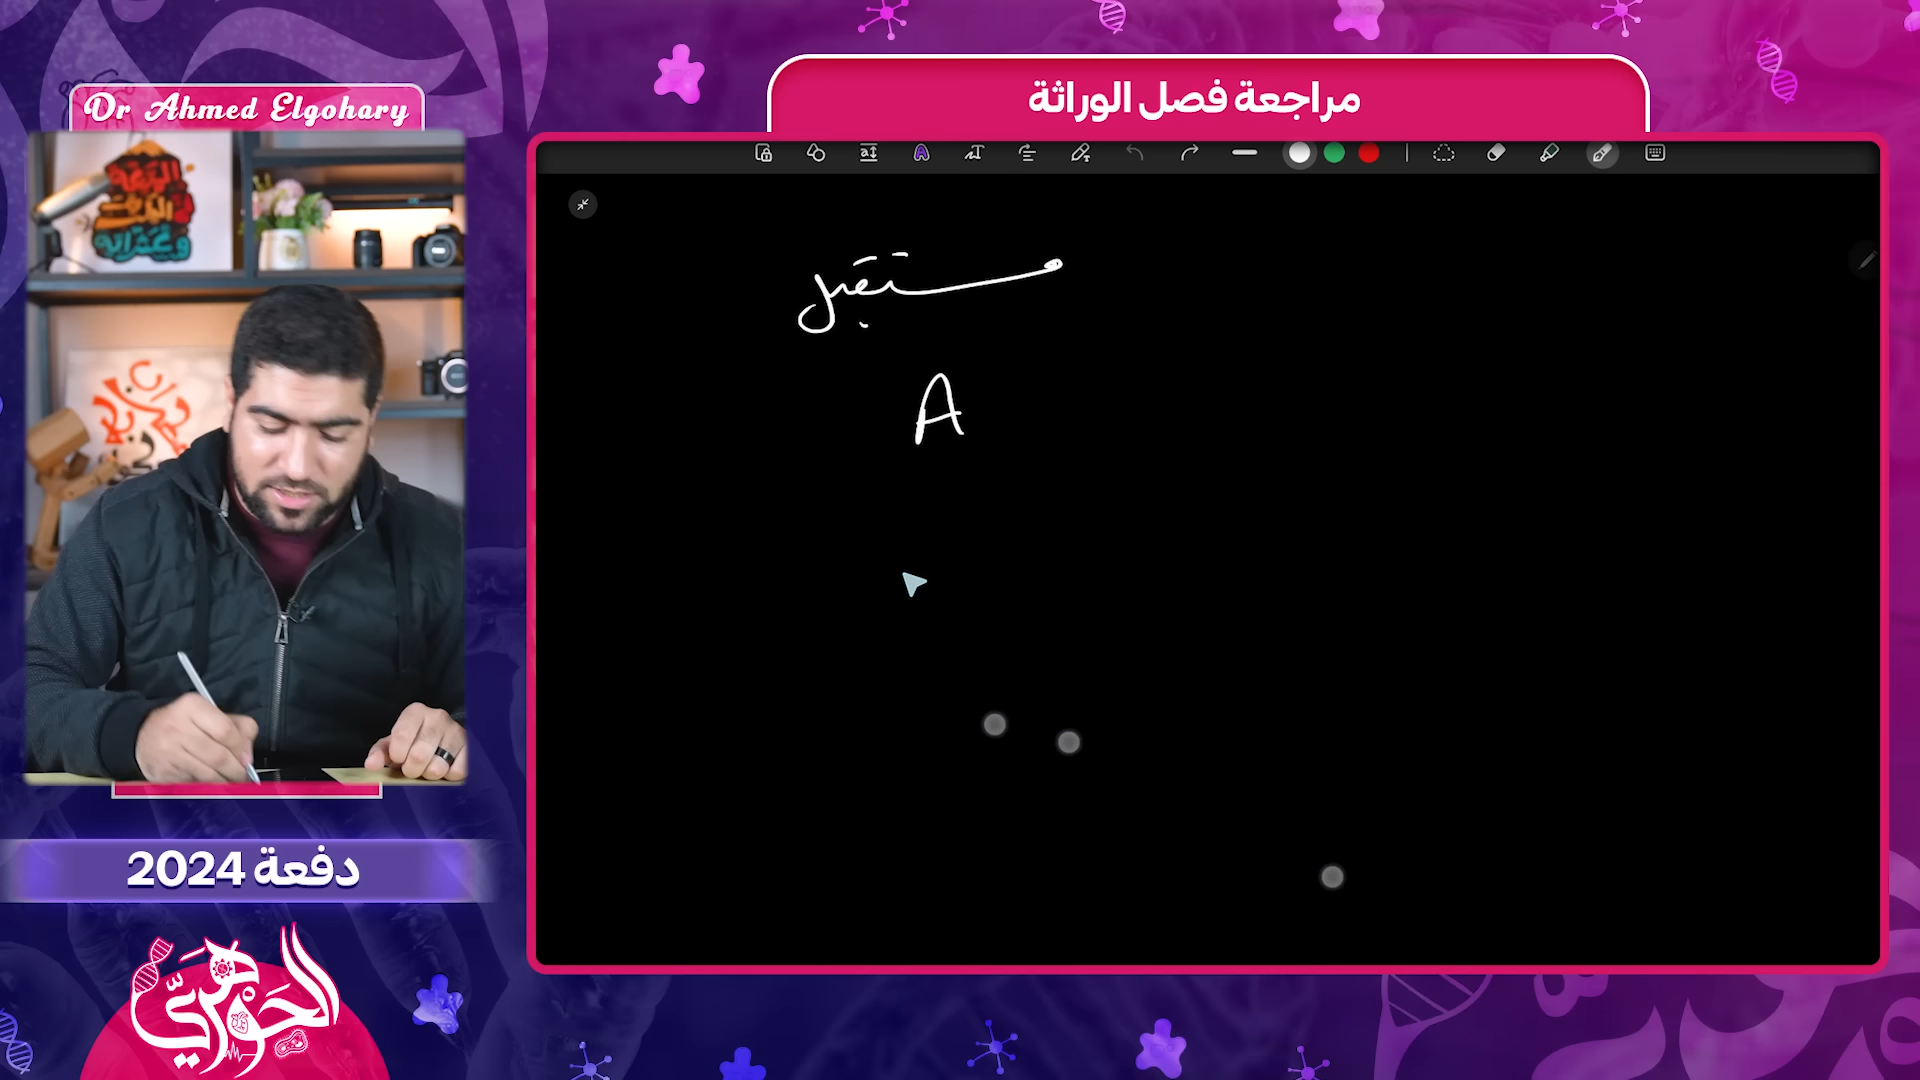 Dr Ahmed Elgohary
مراجعة فصل الوراثة
مستقبل
A
دفعة 2024
الجوهري